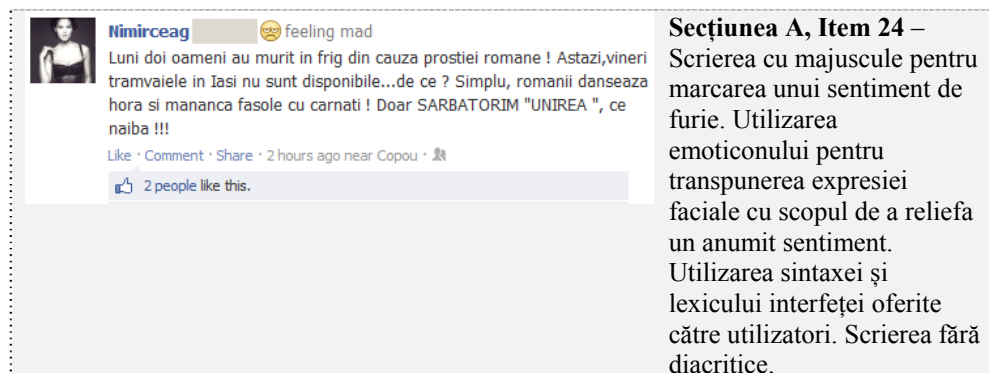 Nimirceag feeling mad
Luni doi oameni au murit in frig din cauza prostiei romane ! Astazi,vineri
tramvaiele in Iasi nu sunt disponibile...de ce ? Simplu, romanii danseaza
hora si mananca fasole cu carnati ! Doar SARBATORIM "UNIREA ", ce
naiba !!!
Like · Comment · Share · 2 hours ago near Copou ·
2 people like this.
Secțiunea A, Item 24 –
Scrierea cu majuscule pentru
marcarea unui sentiment de
furie. Utilizarea
emoticonului pentru
transpunerea expresiei
faciale cu scopul de a reliefa
un anumit sentiment.
Utilizarea sintaxei și
lexicului interfeței oferite
către utilizatori. Scrierea fără
diacritice.